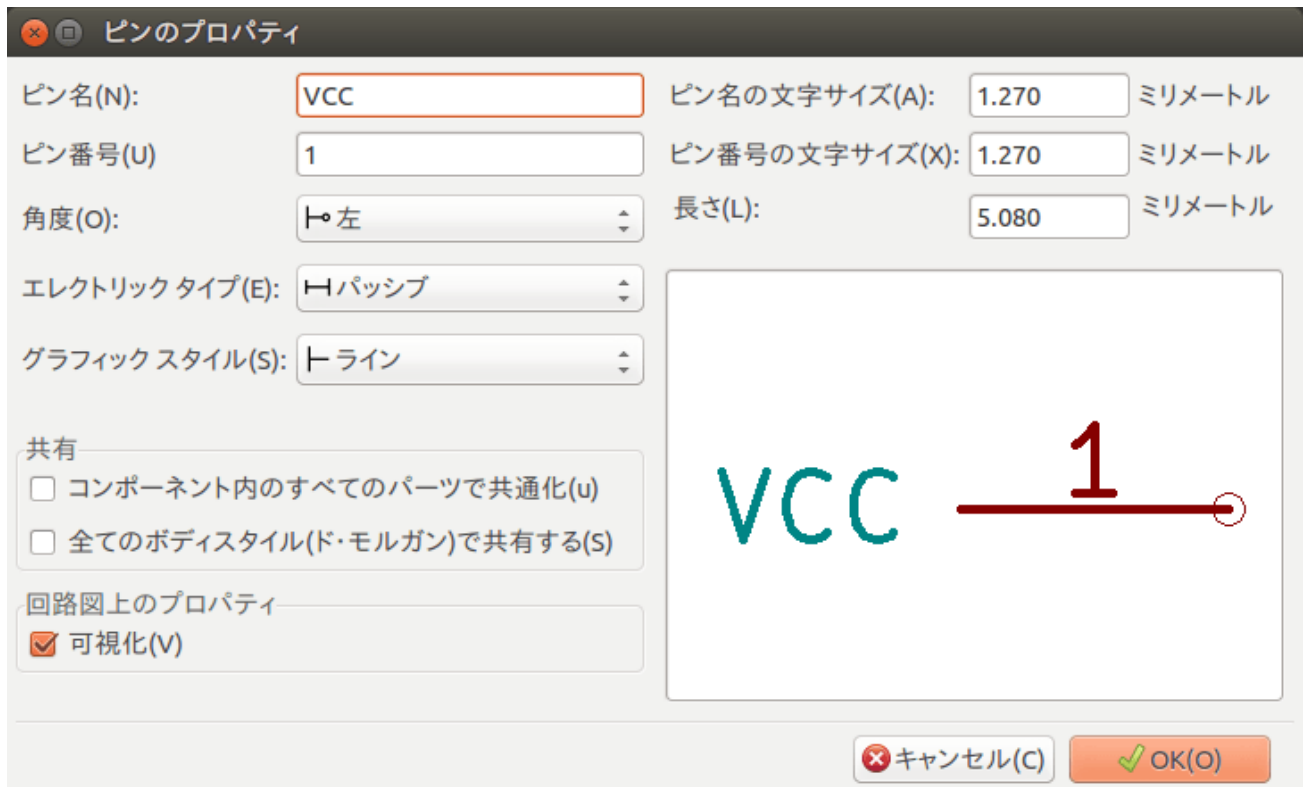 ピンのプロパティ
ピン名(N): VCC ピン名の文字サイズ(A): 1.270 ミリメートル
ピン番号(U) 1 ピン番号の文字サイズ(X): 1.270 ミリメートル
角度(O): 左 長さ(L): 5.080 ミリメートル
エレクトリック タイプ(E): パッシブ
グラフィック スタイル(S): ライン
共有
コンポーネント内のすべてのパーツで共通化(u)
全てのボディスタイル(ド・モルガン)で共有する(S)
回路図上のプロパティ
可視化(V)
VCC 1
キャンセル(C) OK(O)